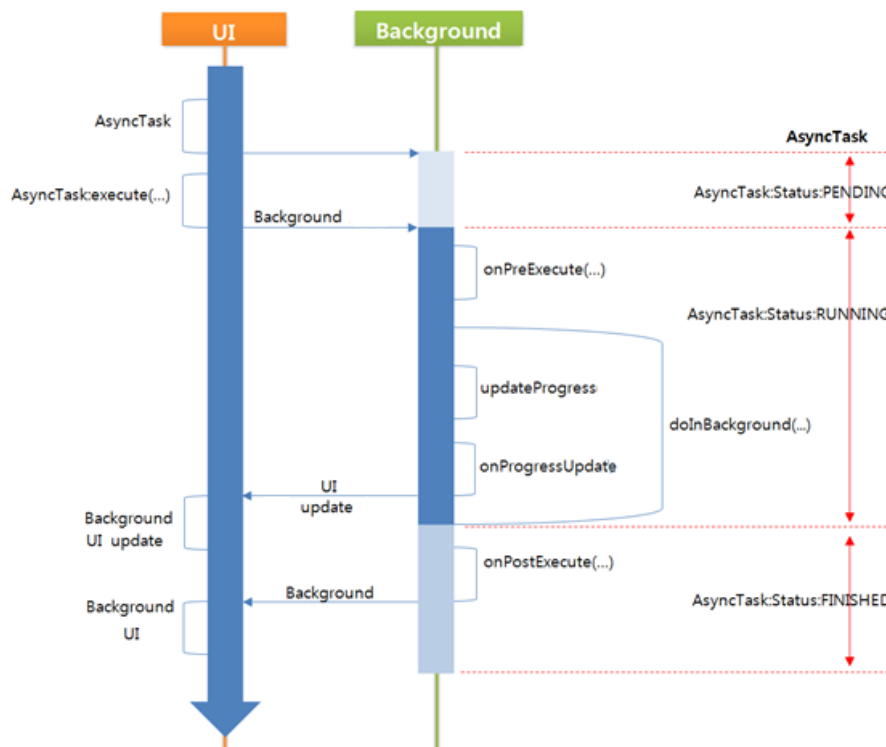 UI
Background
AsyncTask
AsyncTask
AsyncTask:execute(...)
AsyncTask:Status:PENDING
Background
onPreExecute(...)
AsyncTask:Status:RUNNING
updateProgress
doInBackground(...)
onProgressUpdate
UI
update
Background
UI update
onPostExecute(...)
Background
AsyncTask:Status:FINISHED
Background
UI